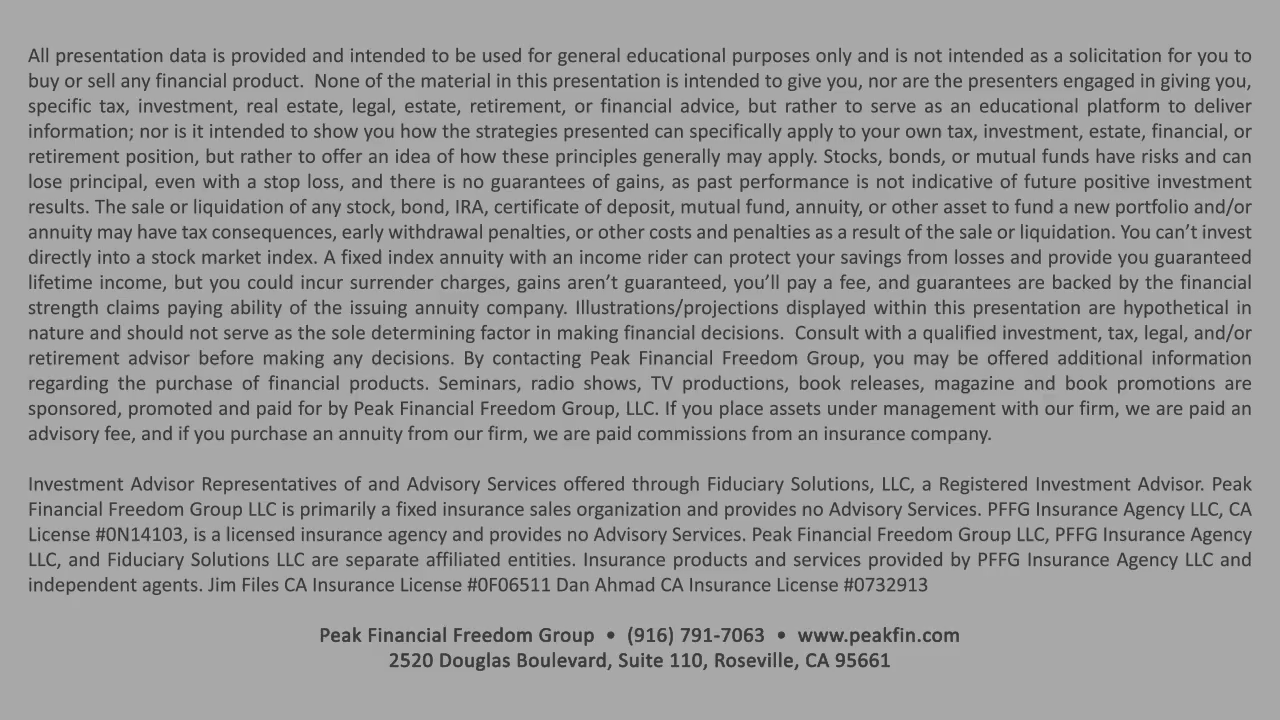 All presentation data is provided and intended to be used for general educational purposes only and is not intended as a solicitation for you to
buy or sell any financial product.  None of the material in this presentation is intended to give you, nor are the presenters engaged in giving you,
specific tax, investment, real estate, legal, estate, retirement, or financial advice, but rather to serve as an educational platform to deliver
information; nor is it intended to show you how the strategies presented can specifically apply to your own tax, investment, estate, financial, or
retirement position, but rather to offer an idea of how these principles generally may apply. Stocks, bonds, or mutual funds have risks and can
lose principal, even with a stop loss, and there is no guarantees of gains, as past performance is not indicative of future positive investment
results. The sale or liquidation of any stock, bond, IRA, certificate of deposit, mutual fund, annuity, or other asset to fund a new portfolio and/or
annuity may have tax consequences, early withdrawal penalties, or other costs and penalties as a result of the sale or liquidation. You can’t invest
directly into a stock market index. A fixed index annuity with an income rider can protect your savings from losses and provide you guaranteed
lifetime income, but you could incur surrender charges, gains aren’t guaranteed, you’ll pay a fee, and guarantees are backed by the financial
strength claims paying ability of the issuing annuity company. Illustrations/projections displayed within this presentation are hypothetical in
nature and should not serve as the sole determining factor in making financial decisions.  Consult with a qualified investment, tax, legal, and/or
retirement advisor before making any decisions. By contacting Peak Financial Freedom Group, you may be offered additional information
regarding the purchase of financial products. Seminars, radio shows, TV productions, book releases, magazine and book promotions are
sponsored, promoted and paid for by Peak Financial Freedom Group, LLC. If you place assets under management with our firm, we are paid an
advisory fee, and if you purchase an annuity from our firm, we are paid commissions from an insurance company.
Investment Advisor Representatives of and Advisory Services offered through Fiduciary Solutions, LLC, a Registered Investment Advisor. Peak
Financial Freedom Group LLC is primarily a fixed insurance sales organization and provides no Advisory Services. PFFG Insurance Agency LLC, CA
License #0N14103, is a licensed insurance agency and provides no Advisory Services. Peak Financial Freedom Group LLC, PFFG Insurance Agency
LLC, and Fiduciary Solutions LLC are separate affiliated entities. Insurance products and services provided by PFFG Insurance Agency LLC and
independent agents. Jim Files CA Insurance License #0F06511 Dan Ahmad CA Insurance License #0732913
Peak Financial Freedom Group • (916) 791-7063 • www.peakfin.com
2520 Douglas Boulevard, Suite 110, Roseville, CA 95661